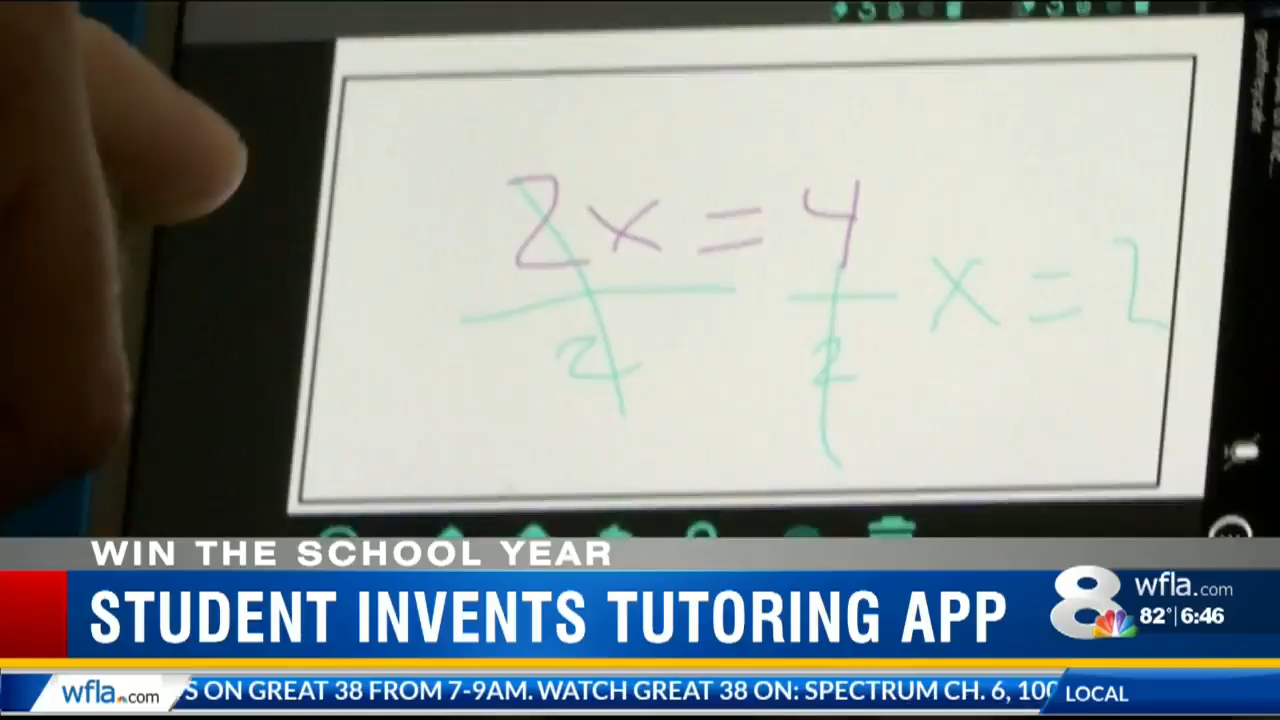 2x = 4
2 2
x = 2
WIN THE SCHOOL YEAR
STUDENT INVENTS TUTORING APP
8
wfla.com
82° 6:46
wfla.com
S ON GREAT 38 FROM 7-9AM. WATCH GREAT 38 ON: SPECTRUM CH. 6, 100
LOCAL